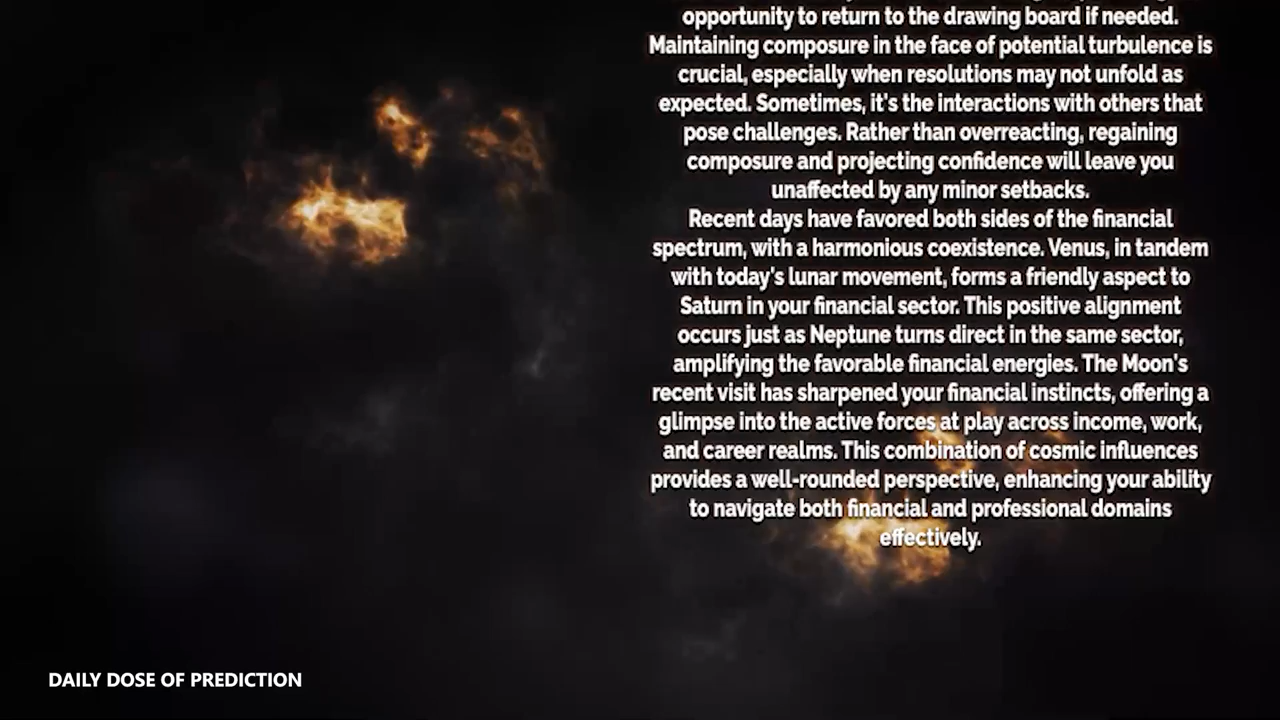 opportunity to return to the drawing board if needed.
Maintaining composure in the face of potential turbulence is
crucial, especially when resolutions may not unfold as
expected. Sometimes, it's the interactions with others that
pose challenges. Rather than overreacting, regaining
composure and projecting confidence will leave you
unaffected by any minor setbacks.
Recent days have favored both sides of the financial
spectrum, with a harmonious coexistence. Venus, in tandem
with today's lunar movement, forms a friendly aspect to
Saturn in your financial sector. This positive alignment
occurs just as Neptune turns direct in the same sector,
amplifying the favorable financial energies. The Moon's
recent visit has sharpened your financial instincts, offering a
glimpse into the active forces at play across income, work,
and career realms. This combination of cosmic influences
provides a well-rounded perspective, enhancing your ability
to navigate both financial and professional domains
effectively.
DAILY DOSE OF PREDICTION